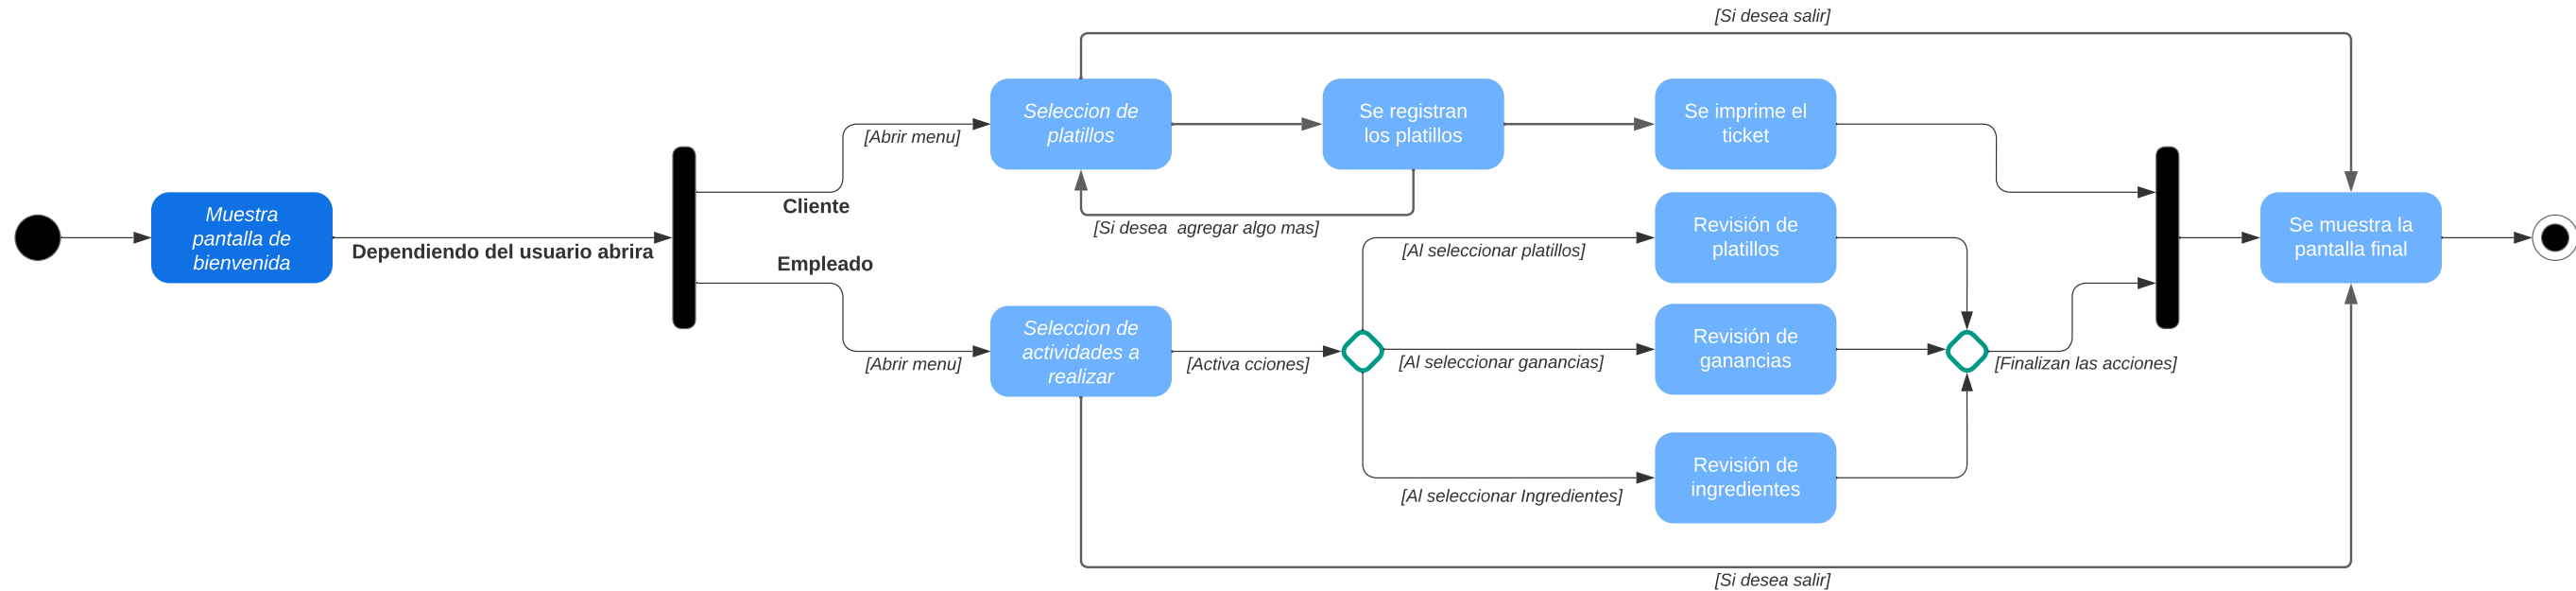 [Si desea salir]
Seleccion de
platillos
Se registran
los platillos
Se imprime el
ticket
[Abrir menu]
Cliente
[Si desea  agregar algo mas]
Muestra
pantalla de
bienvenida
Dependiendo del usuario abrira
Empleado
[Abrir menu]
Seleccion de
actividades a
realizar
[Activa cciones]
[Al seleccionar platillos]
Revisión de
platillos
[Al seleccionar ganancias]
Revisión de
ganancias
[Al seleccionar Ingredientes]
Revisión de
ingredientes
[Finalizan las acciones]
Se muestra la
pantalla final
[Si desea salir]